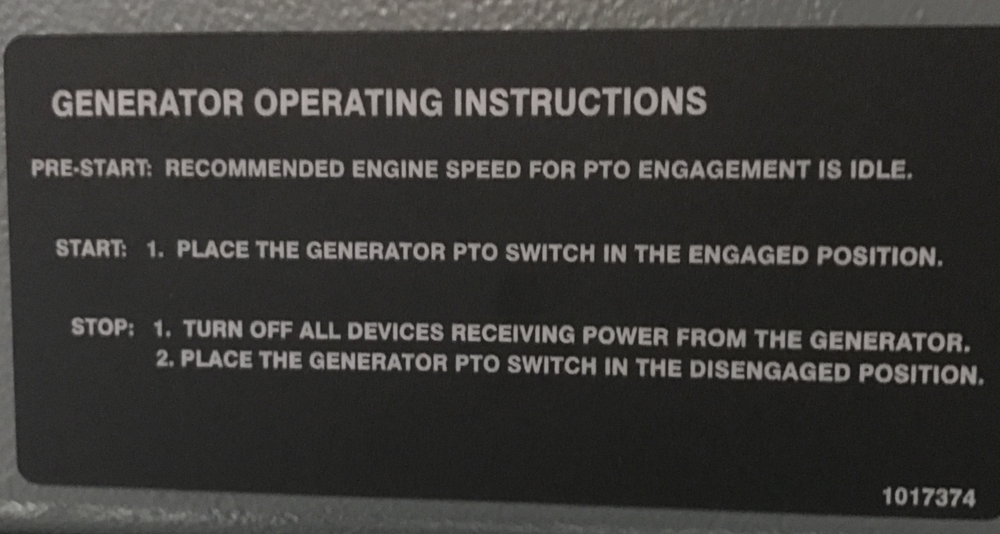 GENERATOR OPERATING INSTRUCTIONS
PRE-START: RECOMMENDED ENGINE SPEED FOR PTO ENGAGEMENT IS IDLE.
START: 1. PLACE THE GENERATOR PTO SWITCH IN THE ENGAGED POSITION.
STOP: 1. TURN OFF ALL DEVICES RECEIVING POWER FROM THE GENERATOR.
2. PLACE THE GENERATOR PTO SWITCH IN THE DISENGAGED POSITION.
1017374